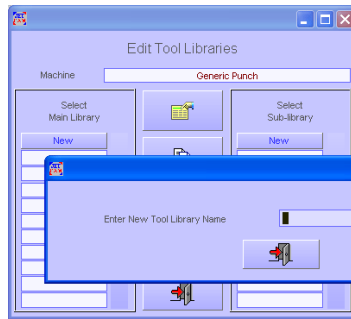 Edit Tool Libraries
Machine
Generic Punch
Select
Main Library
Select
Sub-library
New
New
Enter New Tool Library Name